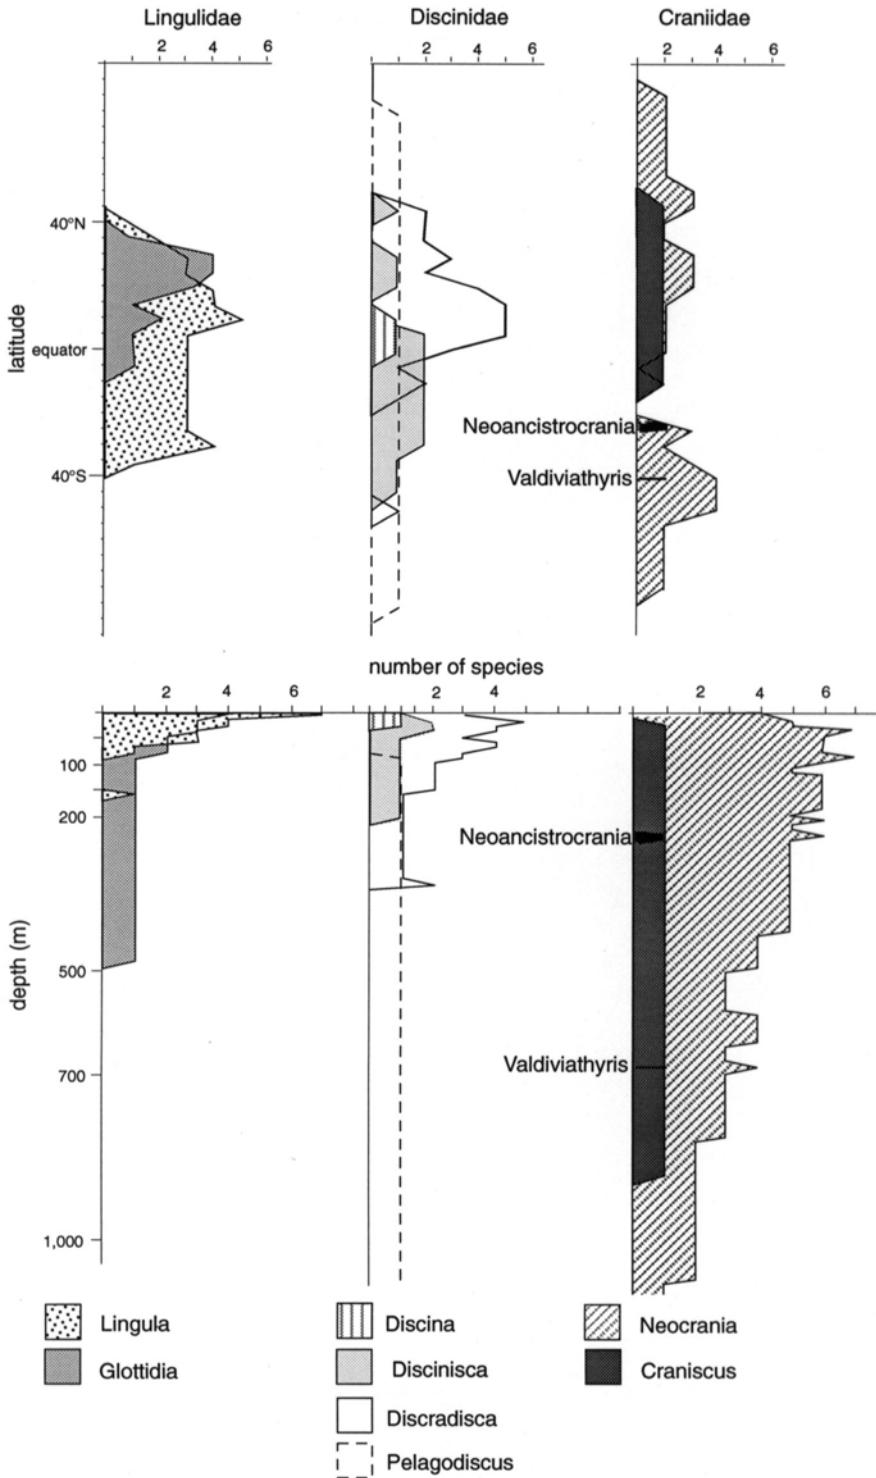 Lingulidae Discinidae Craniidae
2 4 6 2 4 6 2 4 6
40°N
latitude
equator
Neoancistrocrania
Valdiviathyris
40°S
number of species
2 4 6 2 4 2 4 6
100
200
Neoancistrocrania
depth (m)
500
Valdiviathyris
700
1,000
Lingula Discina Neocrania
Glottidia Discinisca Craniscus
Discradisca
Pelagodiscus